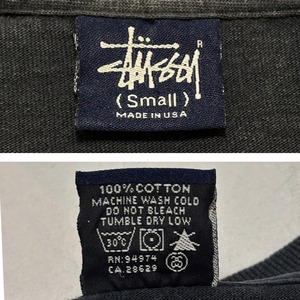 STÜSSY
R
(Small)
MADE IN U.S.A
100% COTTON
MACHINE WASH COLD
DO NOT BLEACH
TUMBLE DRY LOW
30°C
RN: 94974
CA. 28629